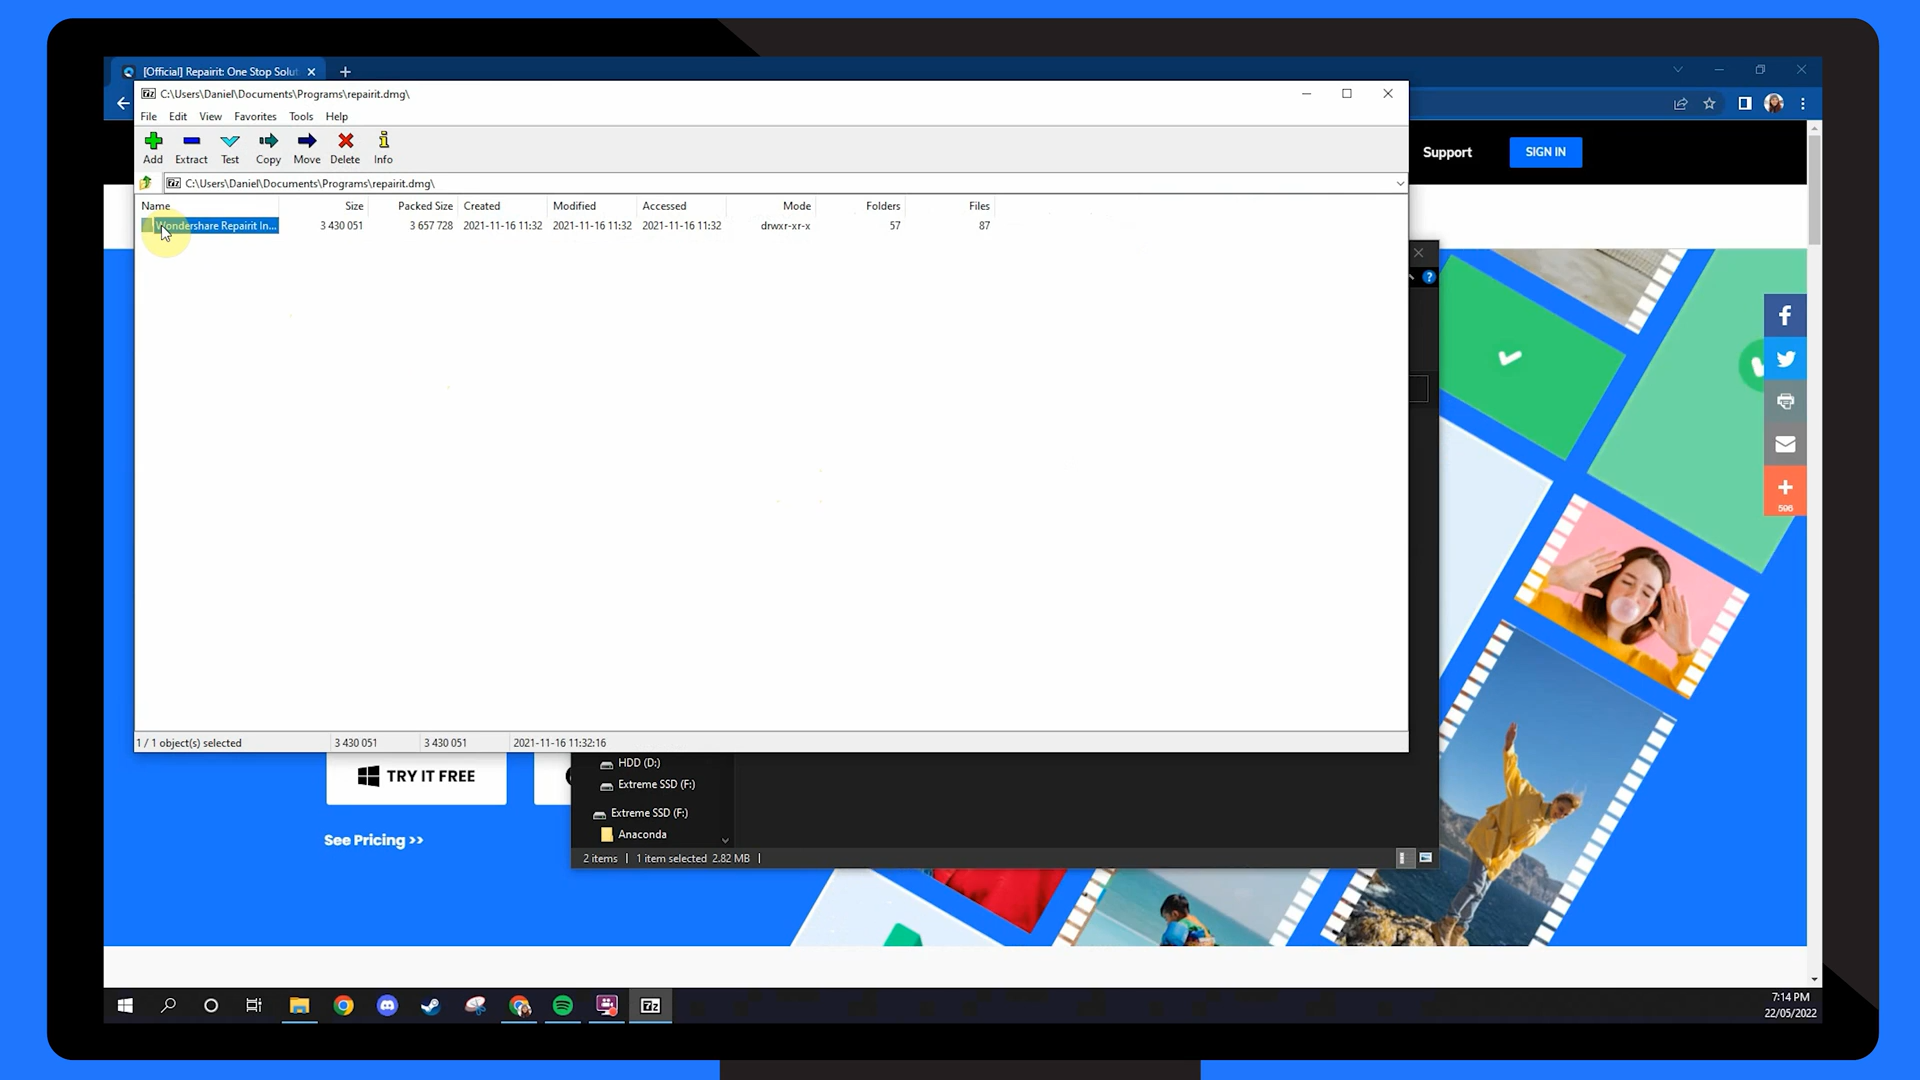 [Official] Repairit: One Stop Solut
C:\Users\Daniel\Documents\Programs\repairit.dmg\
File Edit View Favorites Tools Help
Add Extract Test Copy Move Delete Info
Support
SIGN IN
C:\Users\Daniel\Documents\Programs\repairit.dmg\
Name Size Packed Size Created Modified Accessed Mode Folders Files
Wondershare Repairit In... 3 430 051 3 657 728 2021-11-16 11:32 2021-11-16 11:32 2021-11-16 11:32 drwxr-xr-x 57 87
596
1 / 1 object(s) selected 3 430 051 3 430 051 2021-11-16 11:32:16
TRY IT FREE
See Pricing >>
HDD (D:)
Extreme SSD (F:)
Extreme SSD (F:)
Anaconda
2 items | 1 item selected 2.82 MB |
7:14 PM
22/05/2022